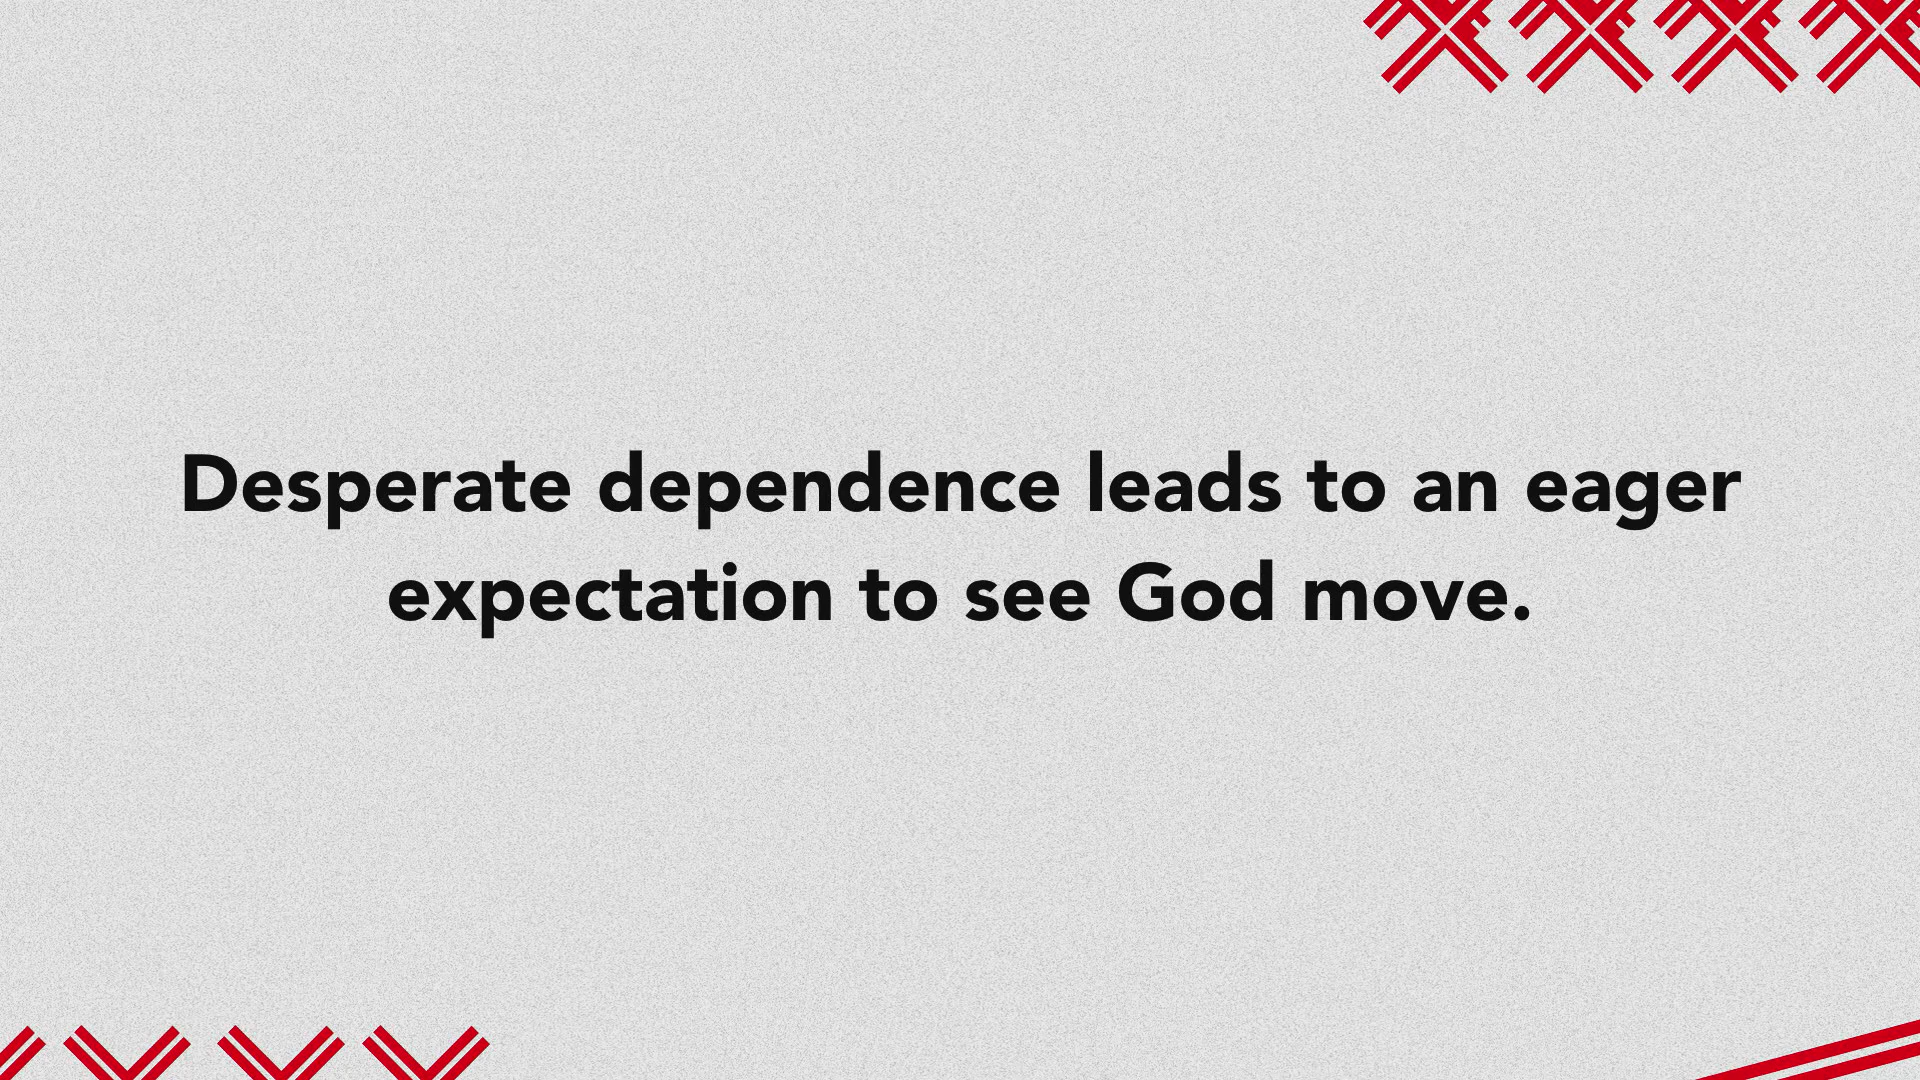 Desperate dependence leads to an eager
expectation to see God move.